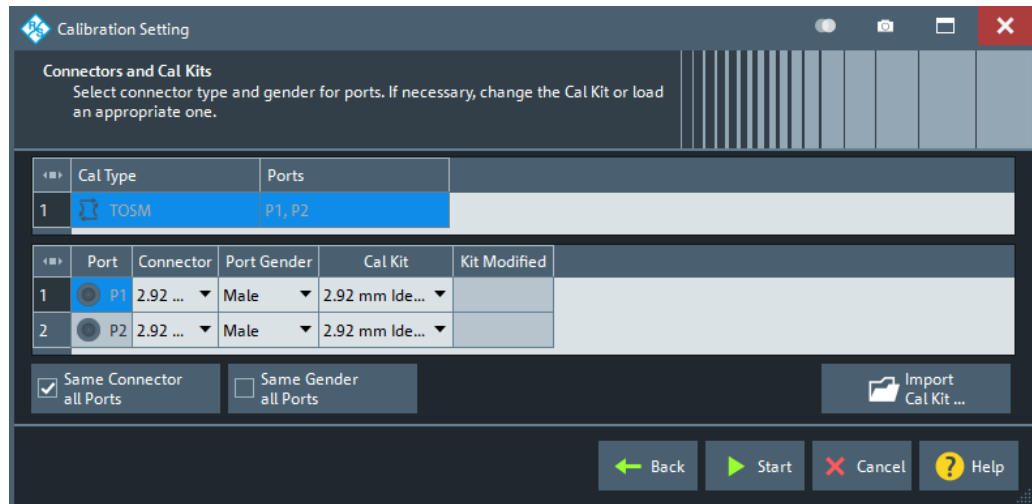 R&S Calibration Setting
Connectors and Cal Kits
Select connector type and gender for ports. If necessary, change the Cal Kit or load
an appropriate one.
Cal Type Ports
1 TOSM P1, P2
Port Connector Port Gender Cal Kit Kit Modified
1 P1 2.92 ... Male 2.92 mm Ide...
2 P2 2.92 ... Male 2.92 mm Ide...
Same Connector
all Ports
Same Gender
all Ports
Import
Cal Kit ...
Back Start Cancel ? Help